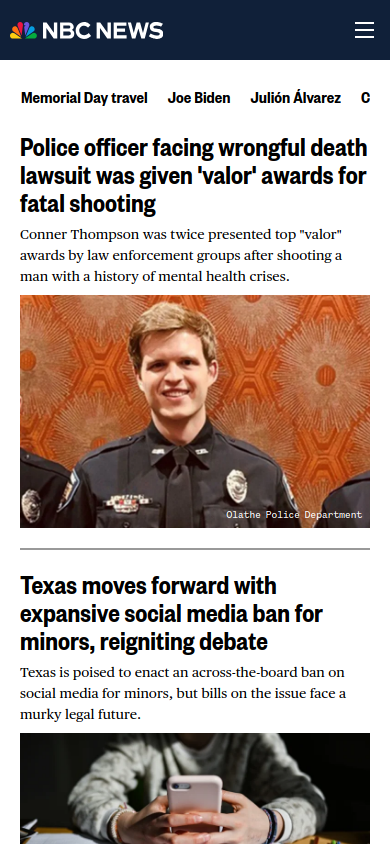 NBC NEWS
Memorial Day travel Joe Biden Julión Álvarez C
Police officer facing wrongful death
lawsuit was given 'valor' awards for
fatal shooting
Conner Thompson was twice presented top "valor"
awards by law enforcement groups after shooting a
man with a history of mental health crises.
Olathe Police Department
Texas moves forward with
expansive social media ban for
minors, reigniting debate
Texas is poised to enact an across-the-board ban on
social media for minors, but bills on the issue face a
murky legal future.